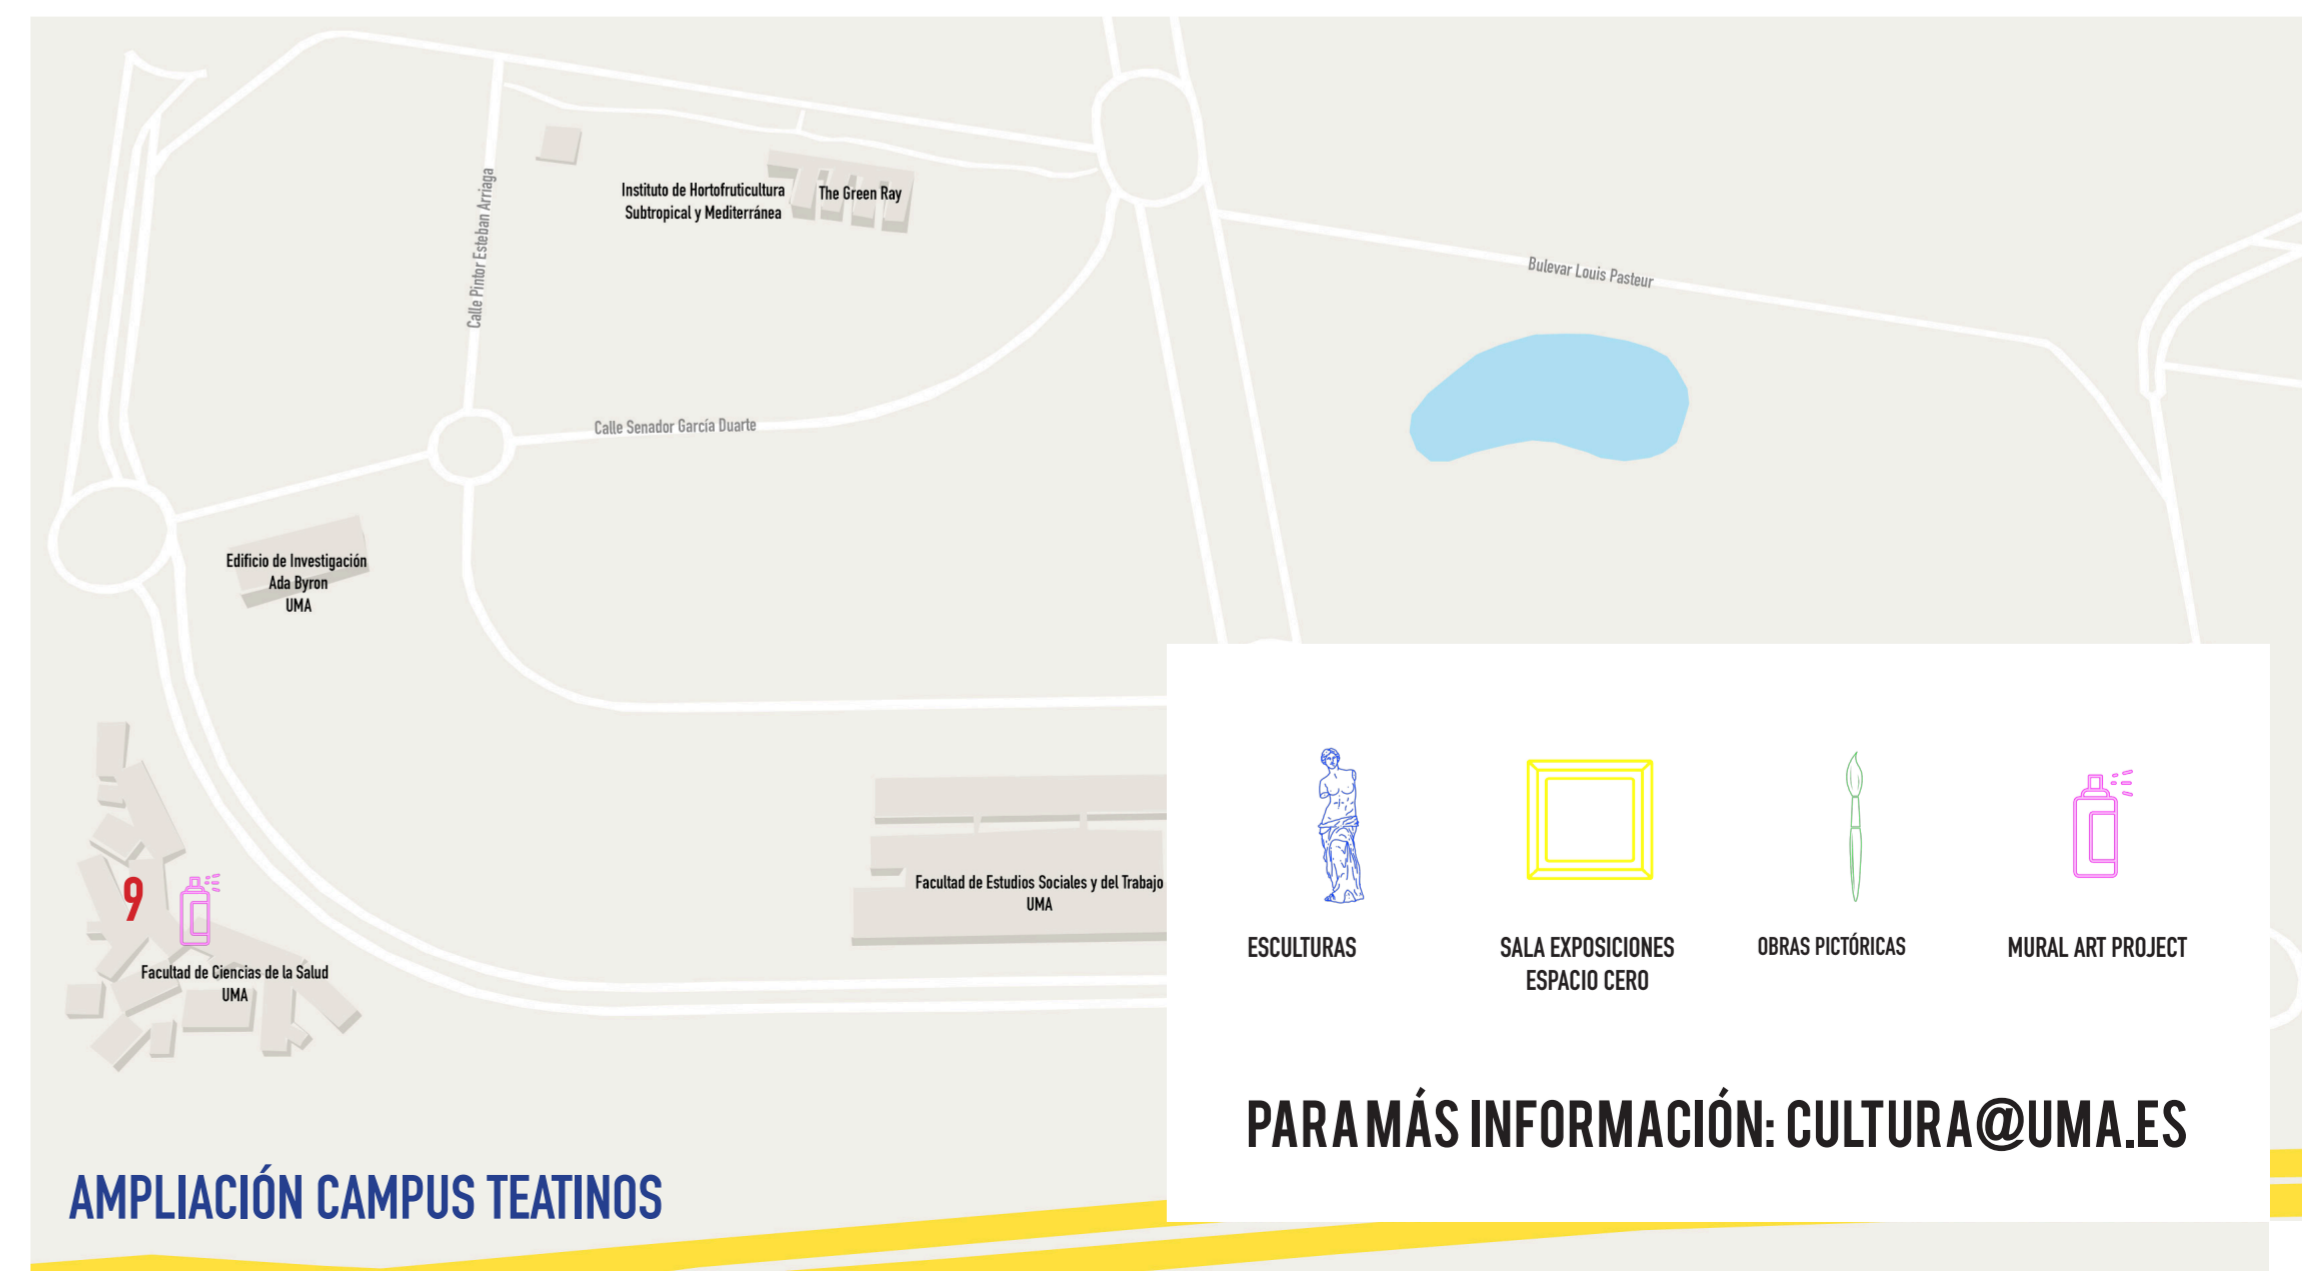 Calle Pintor Esteban Arriaga
Instituto de Hortofruticultura
Subtropical y Mediterránea
The Green Ray
Bulevar Louis Pasteur
Calle Senador García Duarte
Edificio de Investigación
Ada Byron
UMA
9
Facultad de Ciencias de la Salud
UMA
Facultad de Estudios Sociales y del Trabajo
UMA
ESCULTURAS
SALA EXPOSICIONES
ESPACIO CERO
OBRAS PICTÓRICAS
MURAL ART PROJECT
PARA MÁS INFORMACIÓN: CULTURA@UMA.ES
AMPLIACIÓN CAMPUS TEATINOS